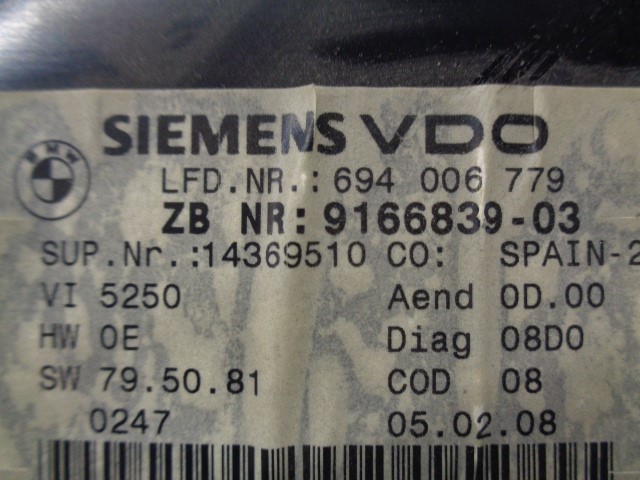 SIEMENS VDO
BMW
LFD.NR.: 694 006 779
ZB NR: 9166839-03
SUP.Nr.:14369510 CO: SPAIN-2
VI 5250 Aend 0D.00
HW 0E Diag 08D0
SW 79.50.81 COD 08
0247 05.02.08